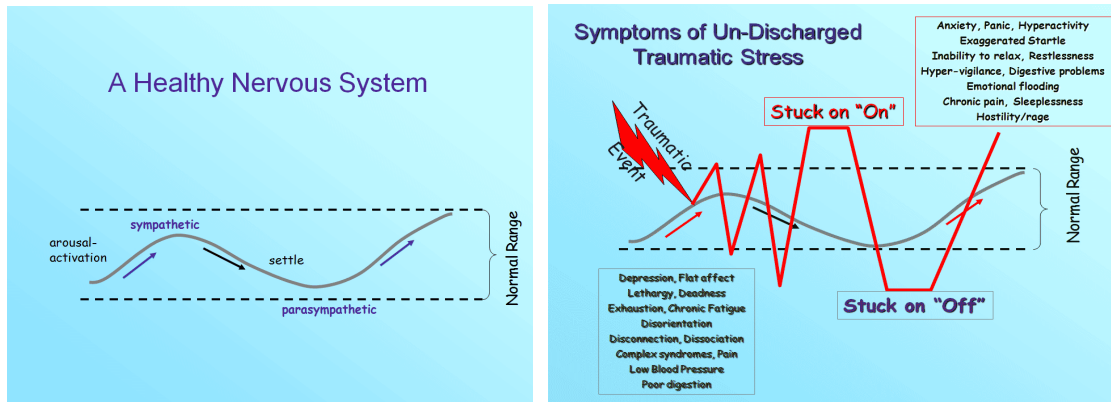 A Healthy Nervous System
sympathetic
arousal-
activation
settle
parasympathetic
Normal Range
Symptoms of Un-Discharged
Traumatic Stress
Anxiety, Panic, Hyperactivity
Exaggerated Startle
Inability to relax, Restlessness
Hyper-vigilance, Digestive problems
Emotional flooding
Chronic pain, Sleeplessness
Hostility/rage
Stuck on “On”
Traumatic
Event
Normal Range
Depression, Flat affect
Lethargy, Deadness
Exhaustion, Chronic Fatigue
Disorientation
Disconnection, Dissociation
Complex syndromes, Pain
Low Blood Pressure
Poor digestion
Stuck on “Off”